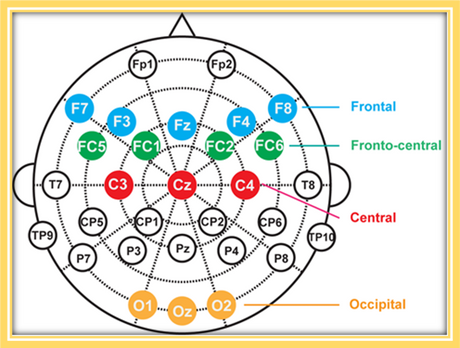 Fp1 Fp2
F7 F3 Fz F4 F8 Frontal
FC5 FC1 FC2 FC6 Fronto-central
T7 C3 Cz C4 T8
Central
CP5 CP1 CP2 CP6
TP9 TP10
P7 P3 Pz P4 P8
O1 Oz O2 Occipital